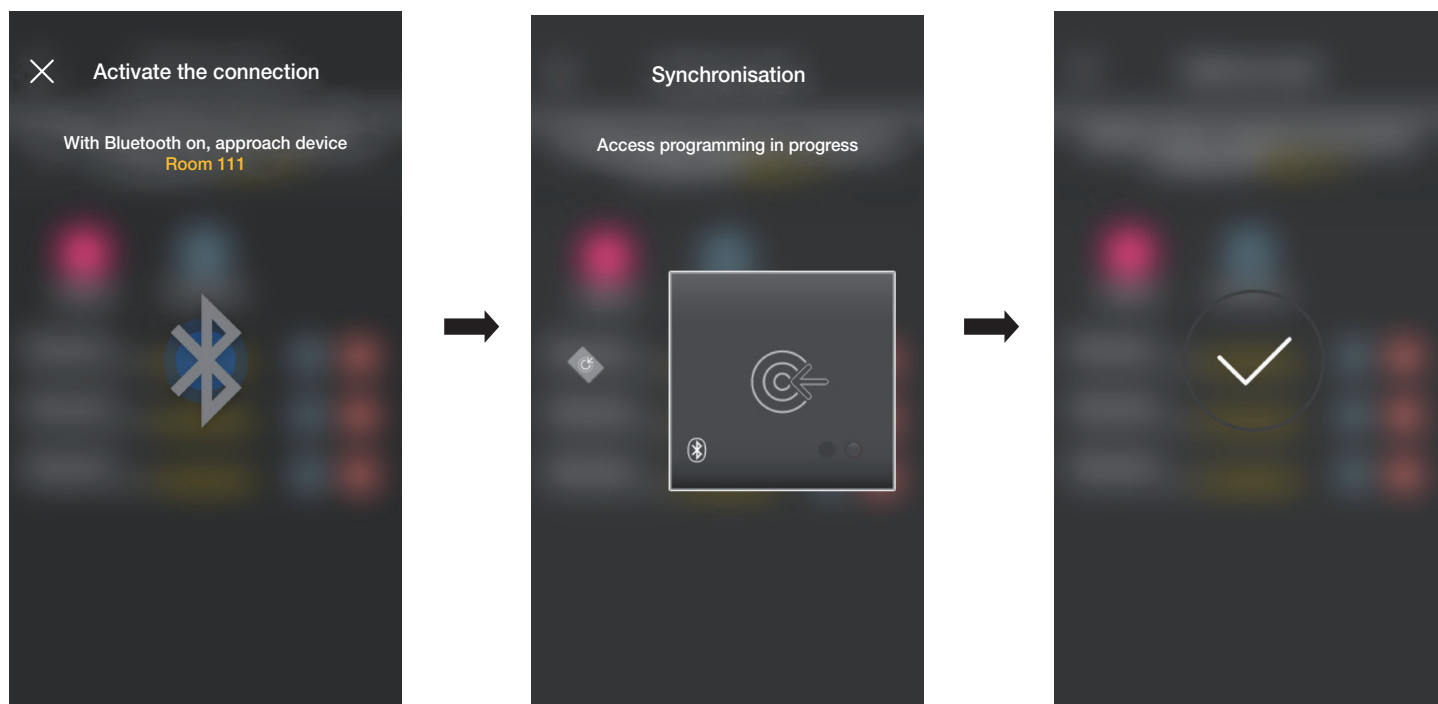 Activate the connection
With Bluetooth on, approach device
Room 111
Synchronisation
Access programming in progress